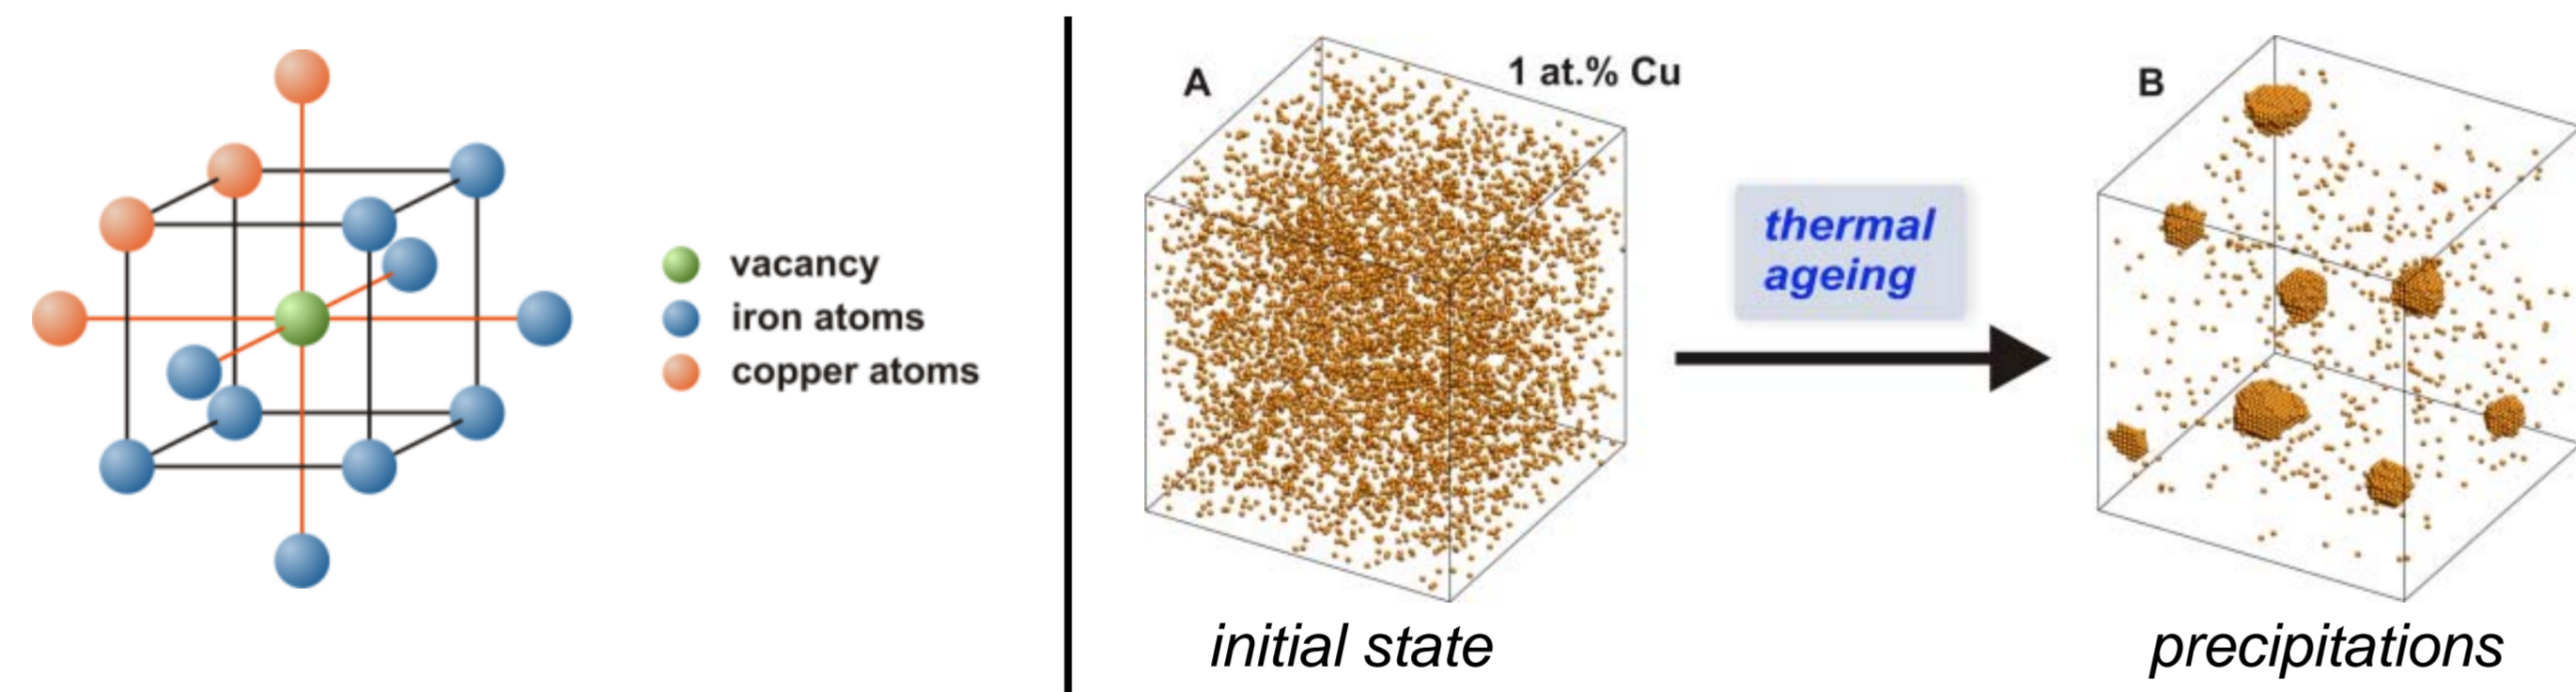 vacancy
iron atoms
copper atoms
A
1 at.% Cu
initial state
thermal
ageing
B
precipitations